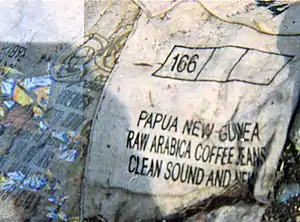 166
PAPUA NEW GUINEA
RAW ARABICA COFFEE BEANS
CLEAN SOUND AND NEW